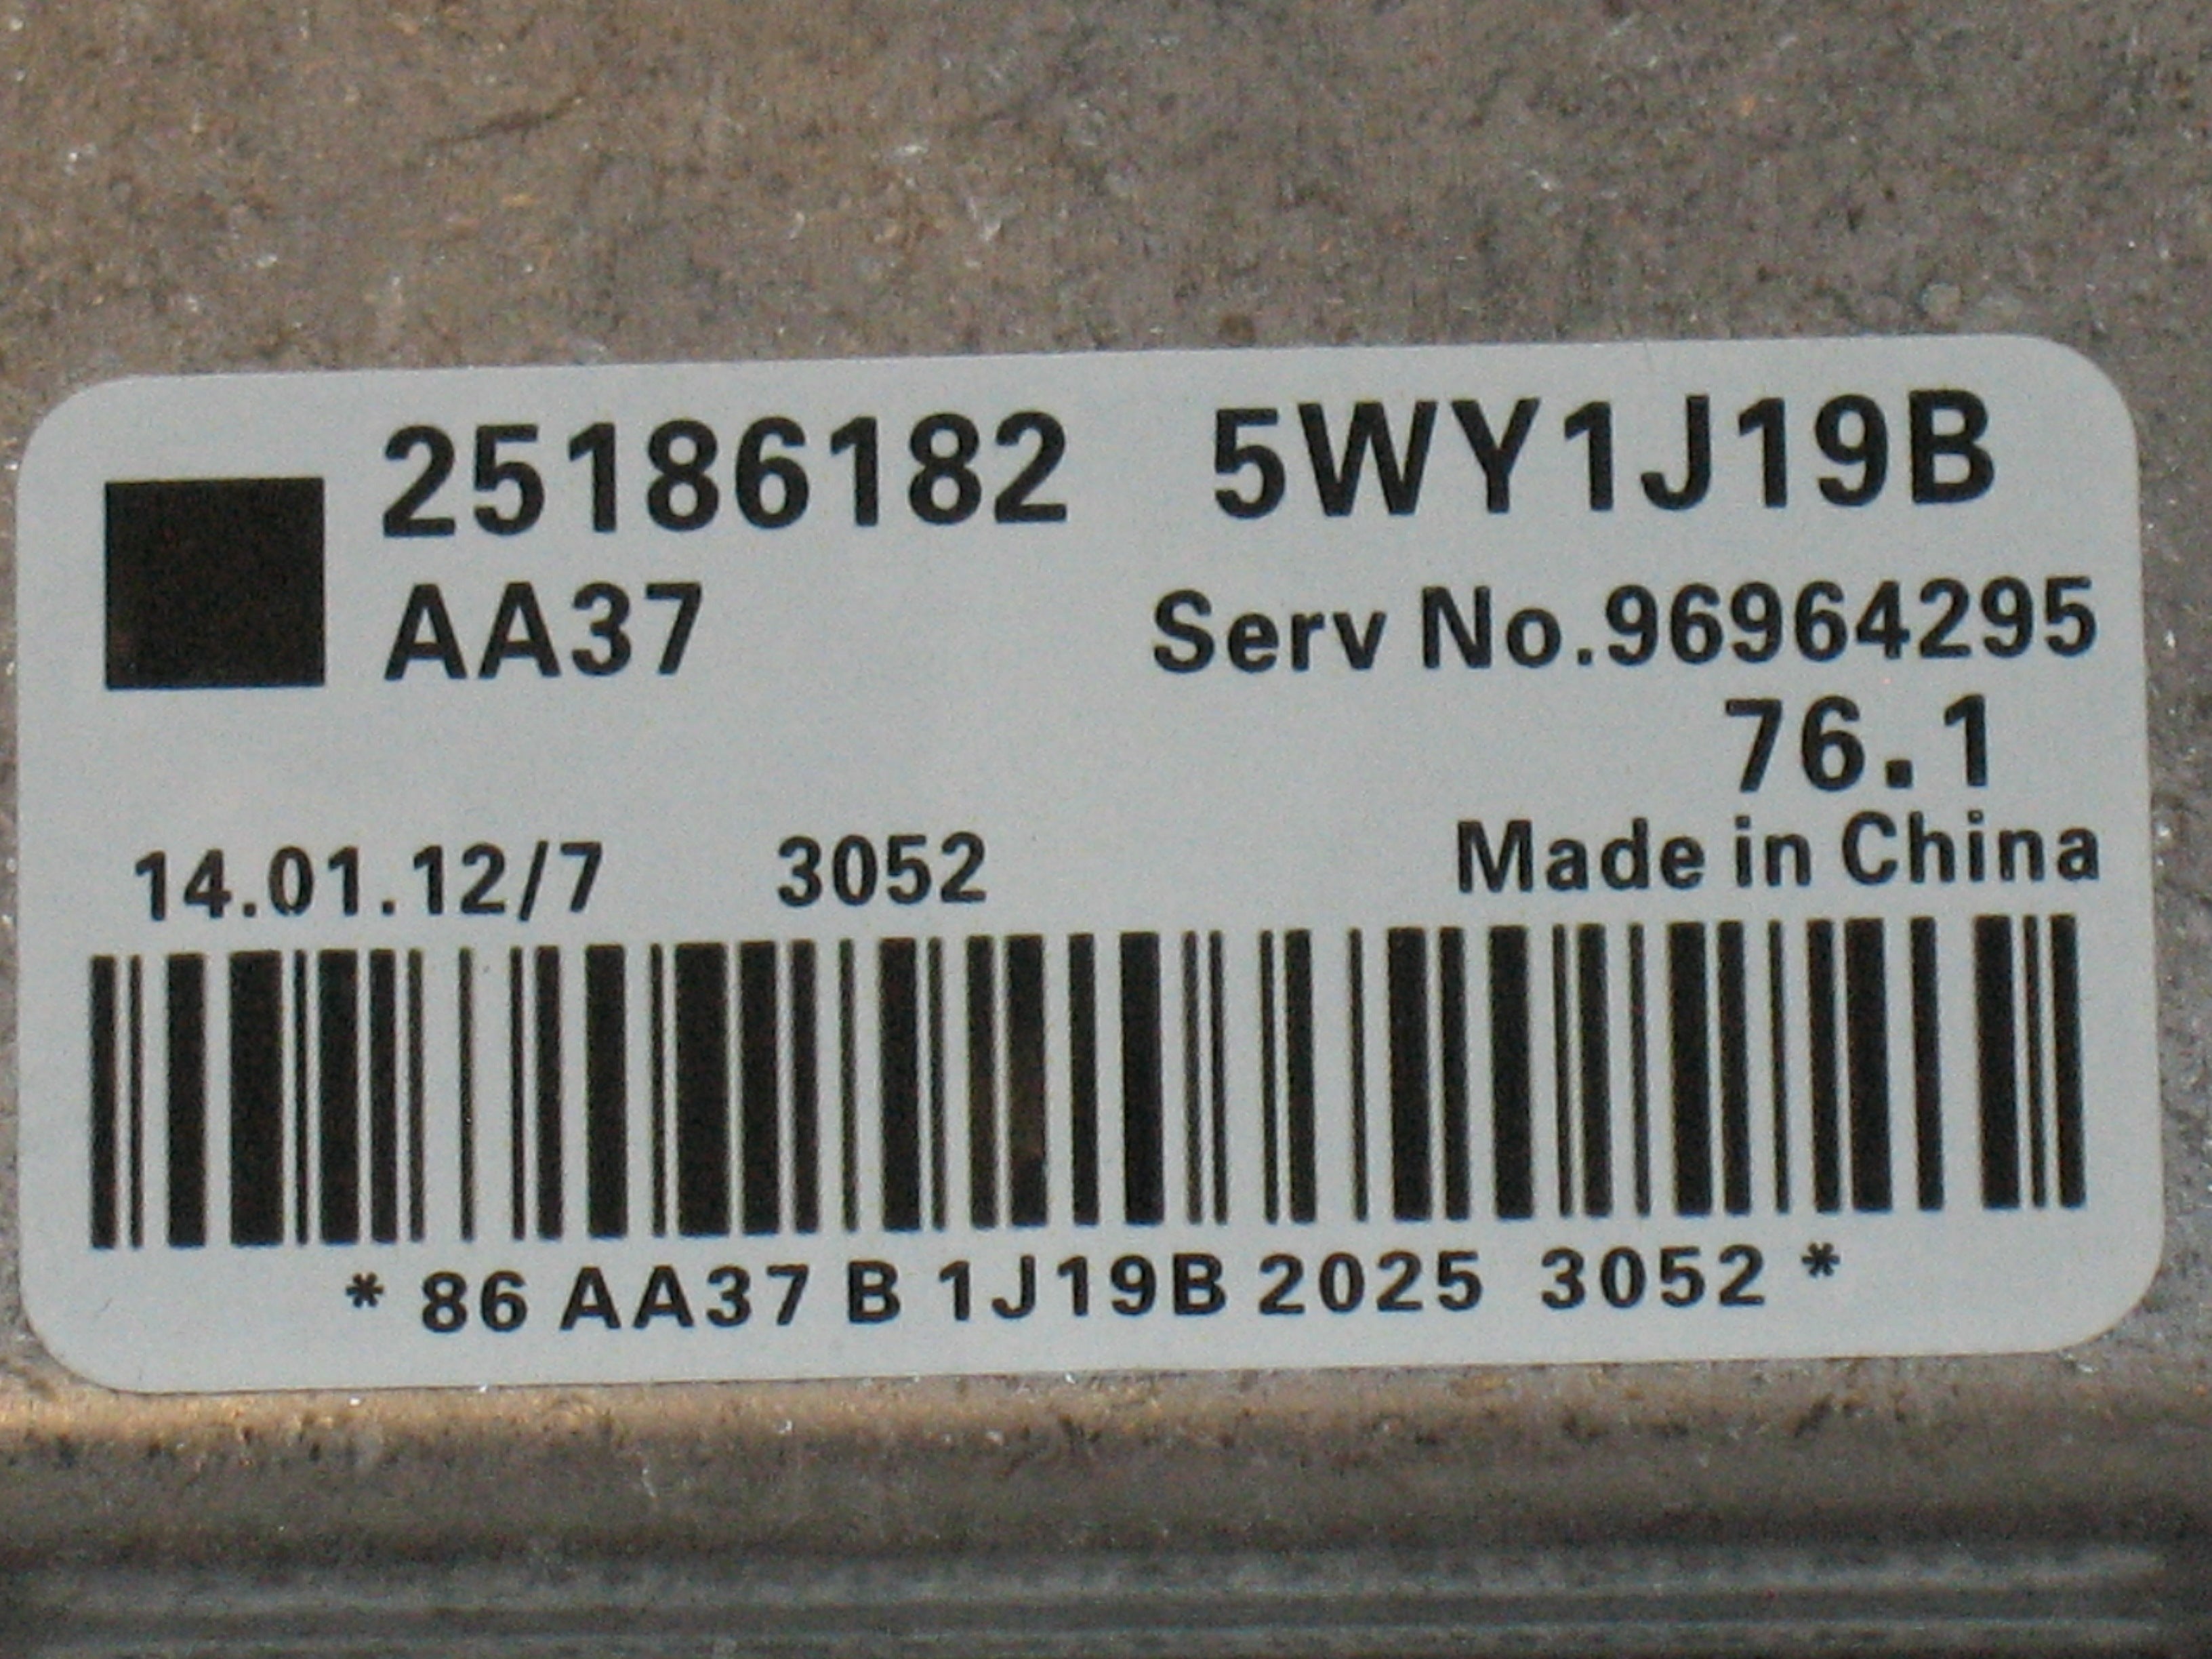 25186182 5WY1J19B
AA37 Serv No.96964295
76.1
14.01.12/7 3052 Made in China
* 86 AA37 B 1J19B 2025 3052 *